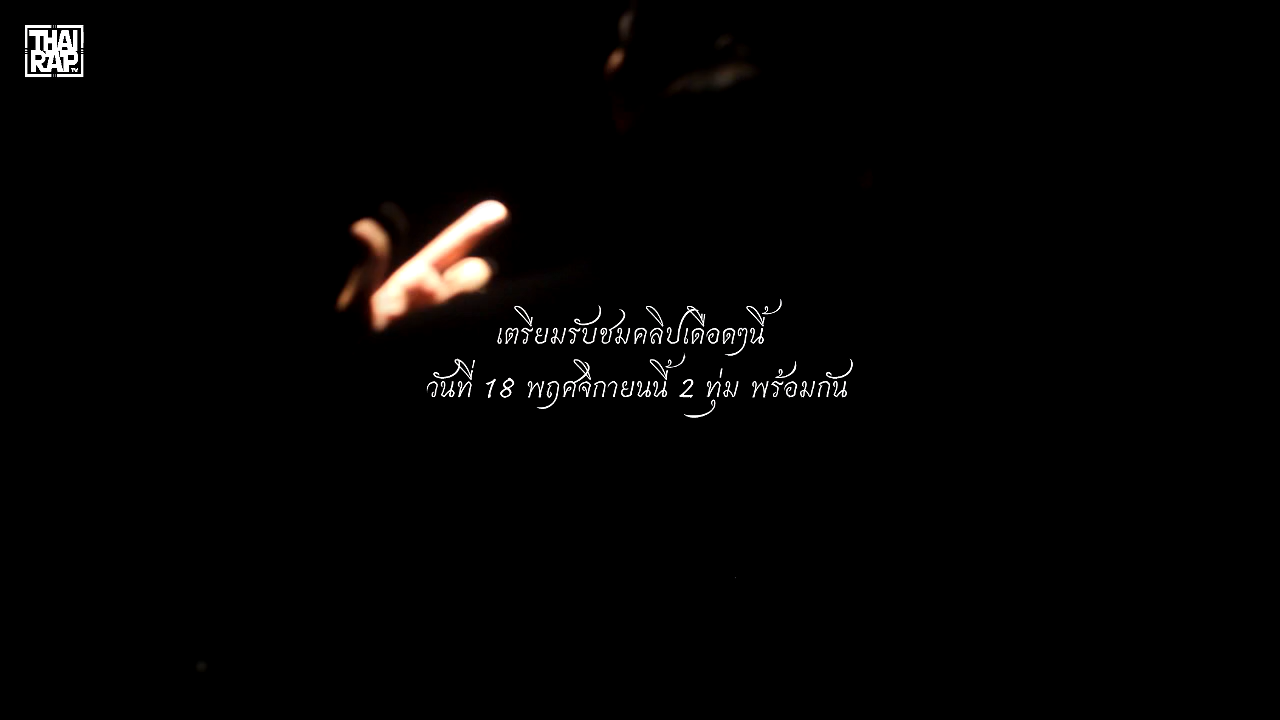 THAI
RAP
TV
เตรียมรับชมคลิปเดือดๆนี้
วันที่ 18 พฤศจิกายนนี้ 2 ทุ่ม พร้อมกัน